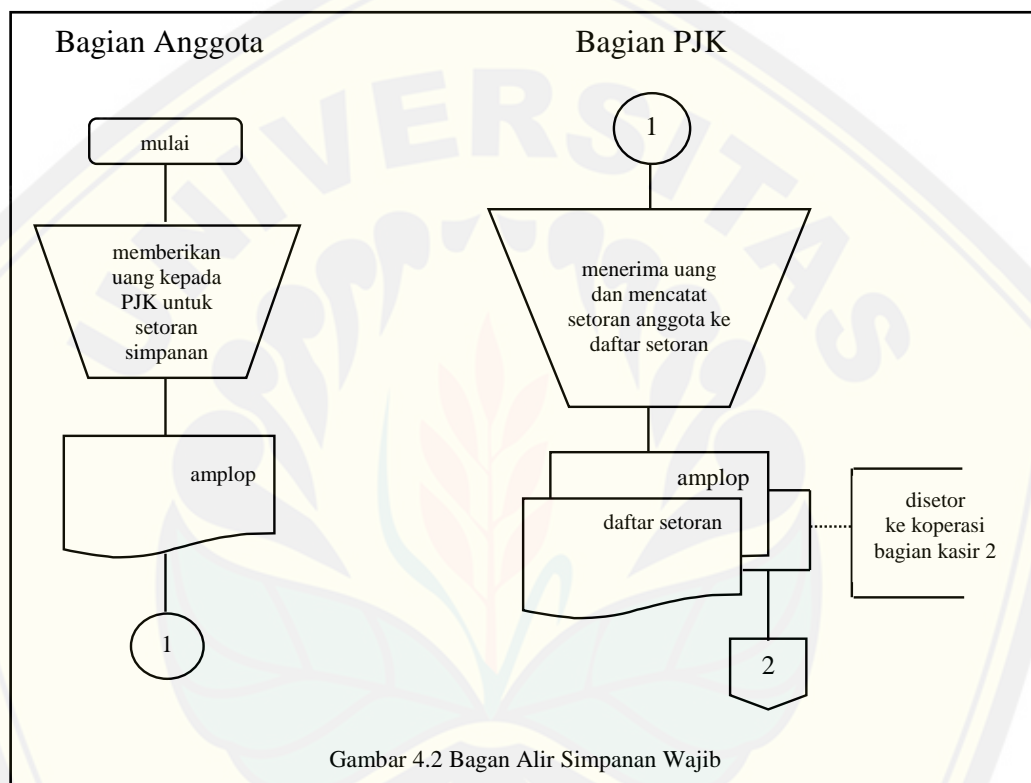 Bagian Anggota
mulai
memberikan
uang kepada
PJK untuk
setoran
simpanan
amplop
1
Bagian PJK
1
menerima uang
dan mencatat
setoran anggota ke
daftar setoran
amplop
daftar setoran
disetor
ke koperasi
bagian kasir 2
2
Gambar 4.2 Bagan Alir Simpanan Wajib
UNIVERSITAS